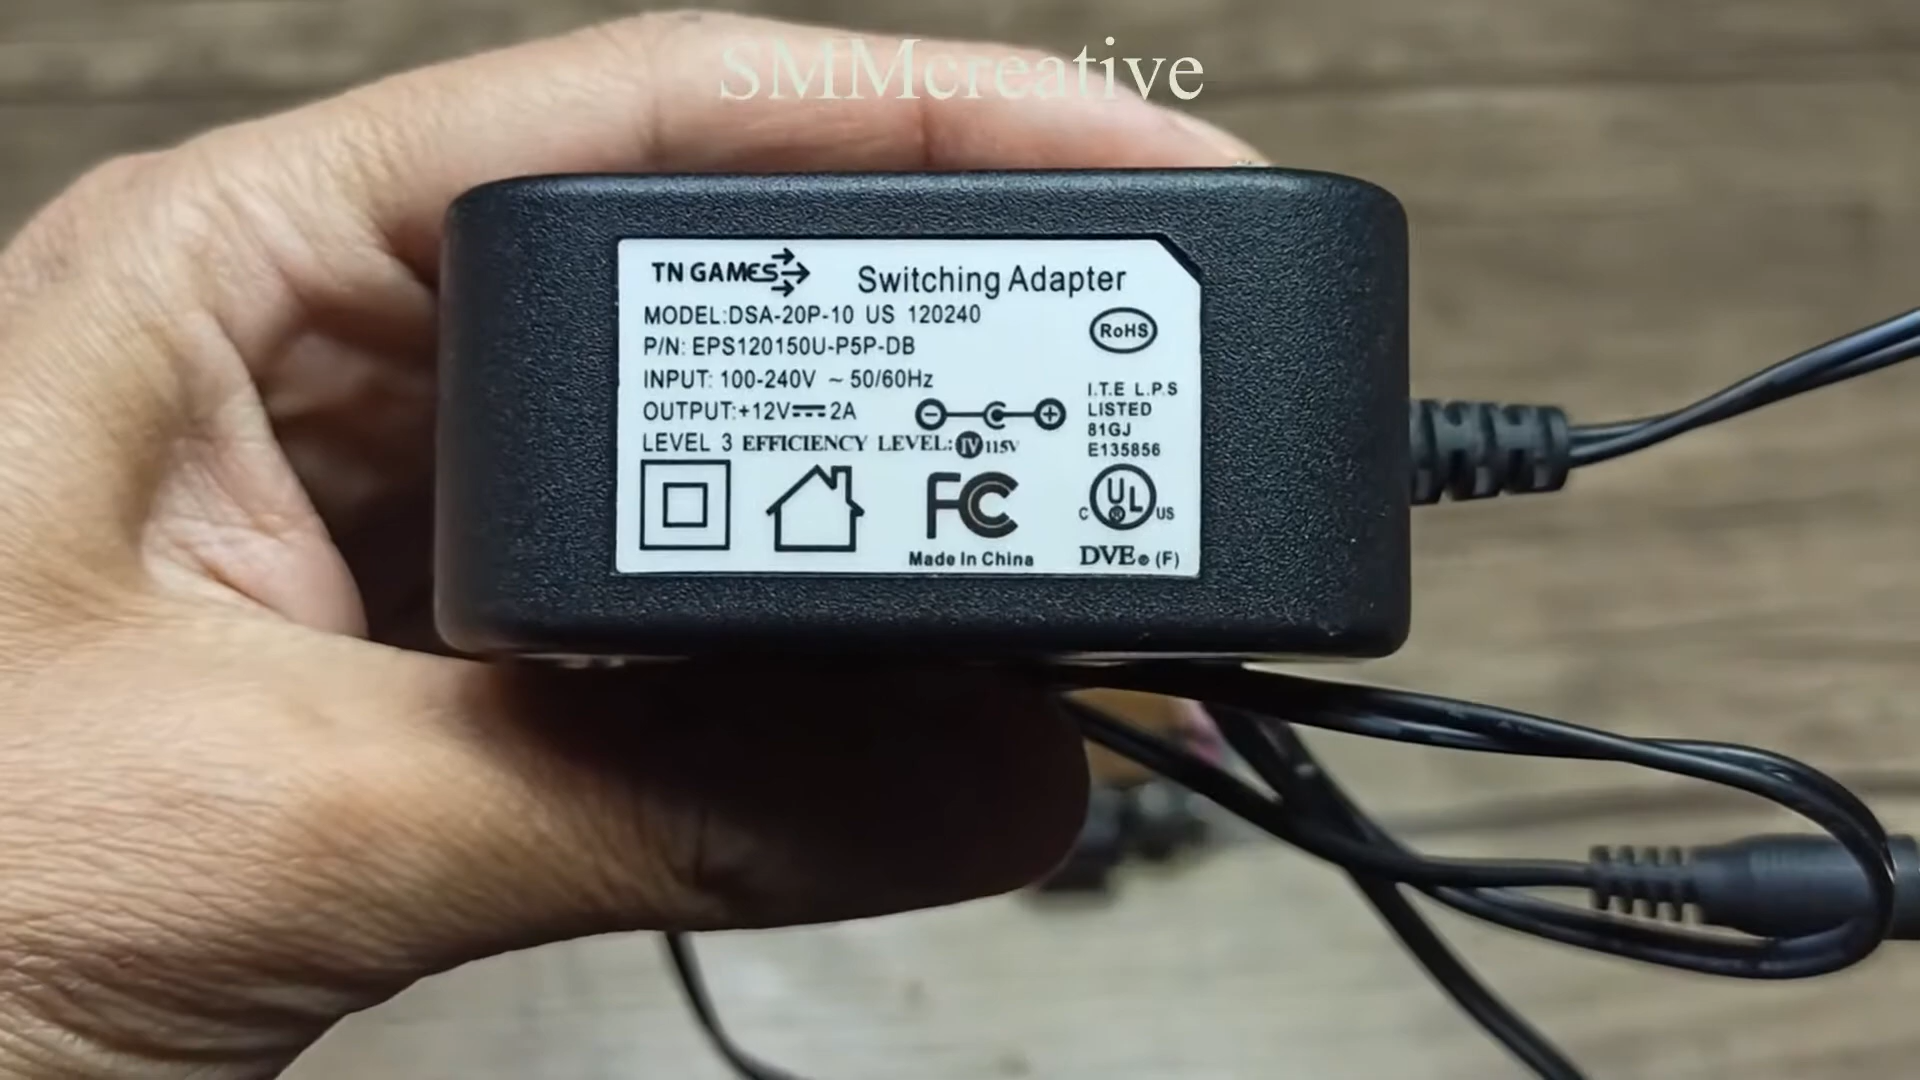 SMMcreative
TN GAMES Switching Adapter
MODEL:DSA-20P-10 US 120240
P/N: EPS120150U-P5P-DB
RoHS
INPUT: 100-240V ~ 50/60Hz
OUTPUT:+12V⎓2A
LEVEL 3 EFFICIENCY LEVEL: IV 115V
I.T.E L.P.S
LISTED
81GJ
E135856
FC
C UL US
Made In China
DVE® (F)